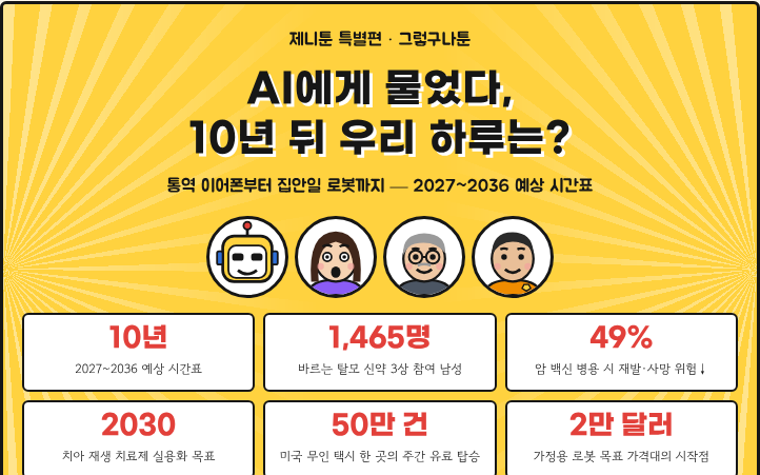 제니툰 특별편 · 그렇구나툰
AI에게 물었다,
10년 뒤 우리 하루는?
통역 이어폰부터 집안일 로봇까지 — 2027~2036 예상 시간표
10년
2027~2036 예상 시간표
1,465명
바르는 탈모 신약 3상 참여 남성
49%
암 백신 병용 시 재발·사망 위험↓
2030
치아 재생 치료제 실용화 목표
50만 건
미국 무인 택시 한 곳의 주간 유료 탑승
2만 달러
가정용 로봇 목표 가격대의 시작점